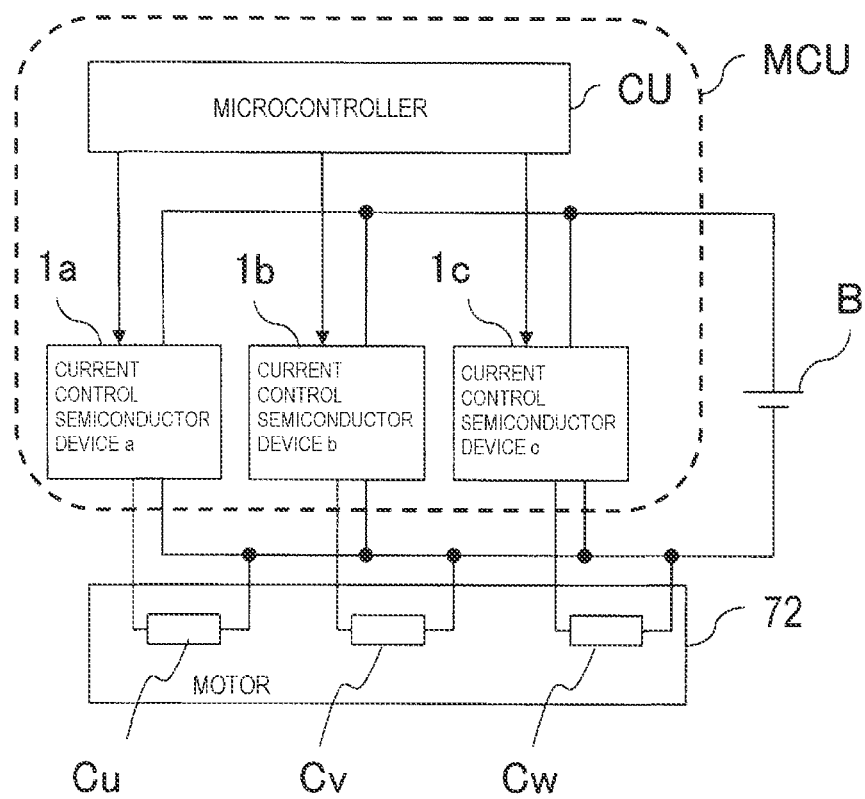 MCU
CU
MICROCONTROLLER
1a
1b
1c
B
CURRENT
CONTROL
SEMICONDUCTOR
DEVICE a
CURRENT
CONTROL
SEMICONDUCTOR
DEVICE b
CURRENT
CONTROL
SEMICONDUCTOR
DEVICE c
72
MOTOR
Cu
Cv
Cw